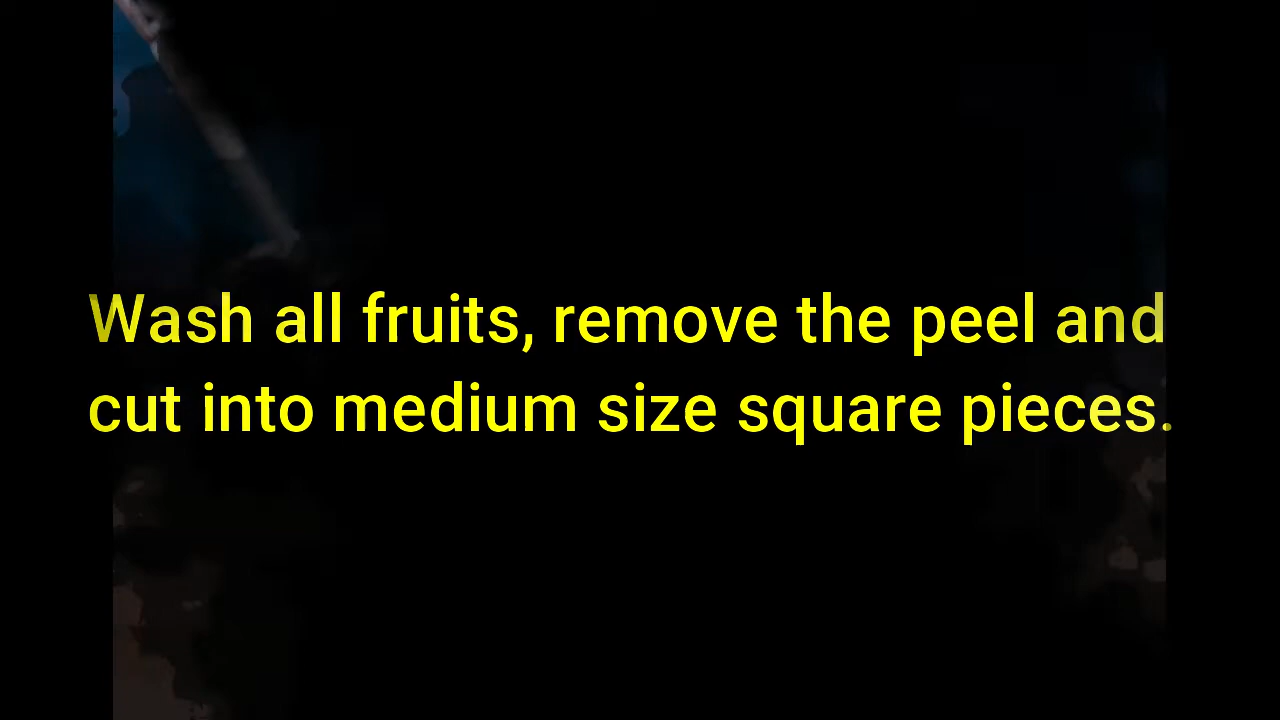 Wash all fruits, remove the peel and
cut into medium size square pieces.